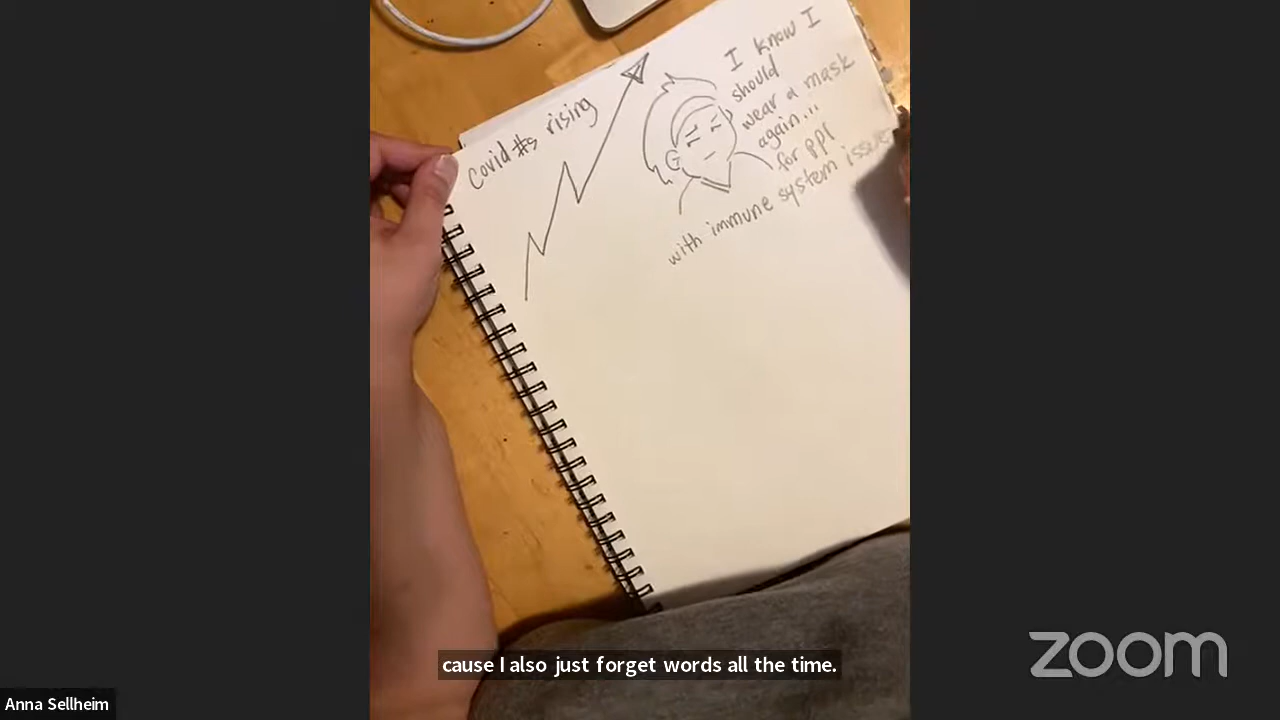 Covid #s rising
I know I
should
wear a mask
again...
for ppl
with immune system issues
cause I also just forget words all the time.
Anna Sellheim
zoom